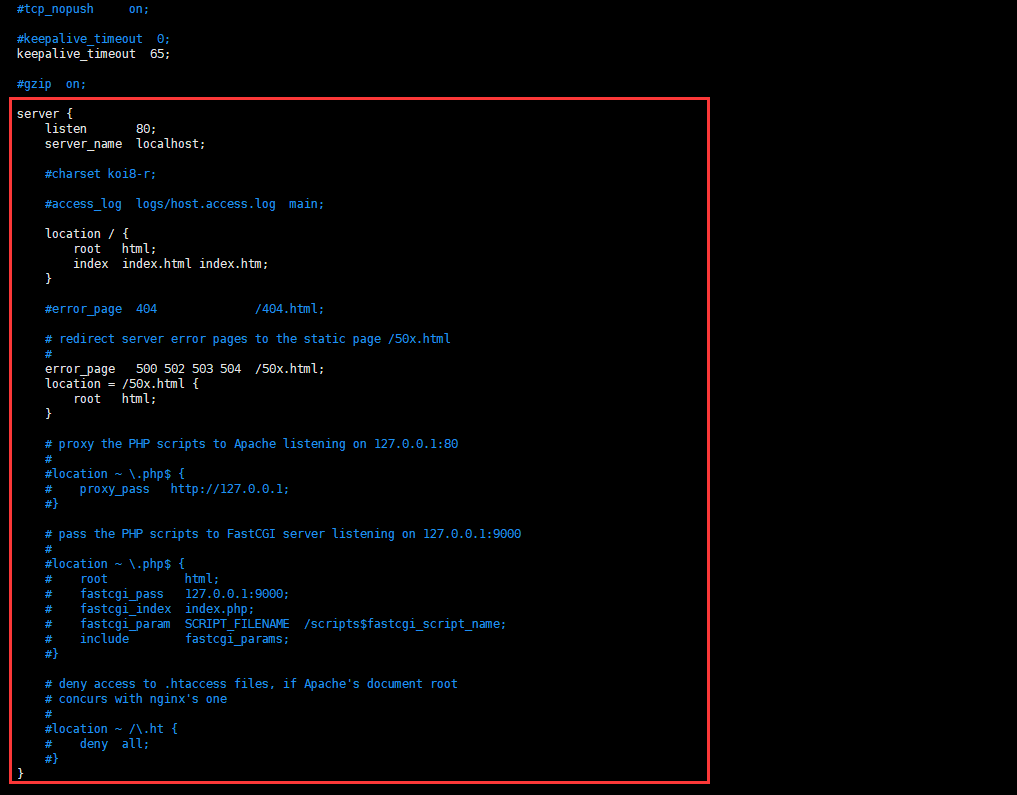 #tcp_nopush     on;
#keepalive_timeout  0;
keepalive_timeout  65;
#gzip  on;
server {
    listen       80;
    server_name  localhost;
    #charset koi8-r;
    #access_log  logs/host.access.log  main;
    location / {
        root   html;
        index  index.html index.htm;
    }
    #error_page  404              /404.html;
    # redirect server error pages to the static page /50x.html
    #
    error_page   500 502 503 504  /50x.html;
    location = /50x.html {
        root   html;
    }
    # proxy the PHP scripts to Apache listening on 127.0.0.1:80
    #
    #location ~ \.php$ {
    #    proxy_pass   http://127.0.0.1;
    #}
    # pass the PHP scripts to FastCGI server listening on 127.0.0.1:9000
    #
    #location ~ \.php$ {
    #    root           html;
    #    fastcgi_pass   127.0.0.1:9000;
    #    fastcgi_index  index.php;
    #    fastcgi_param  SCRIPT_FILENAME  /scripts$fastcgi_script_name;
    #    include        fastcgi_params;
    #}
    # deny access to .htaccess files, if Apache's document root
    # concurs with nginx's one
    #
    #location ~ /\.ht {
    #    deny  all;
    #}
}